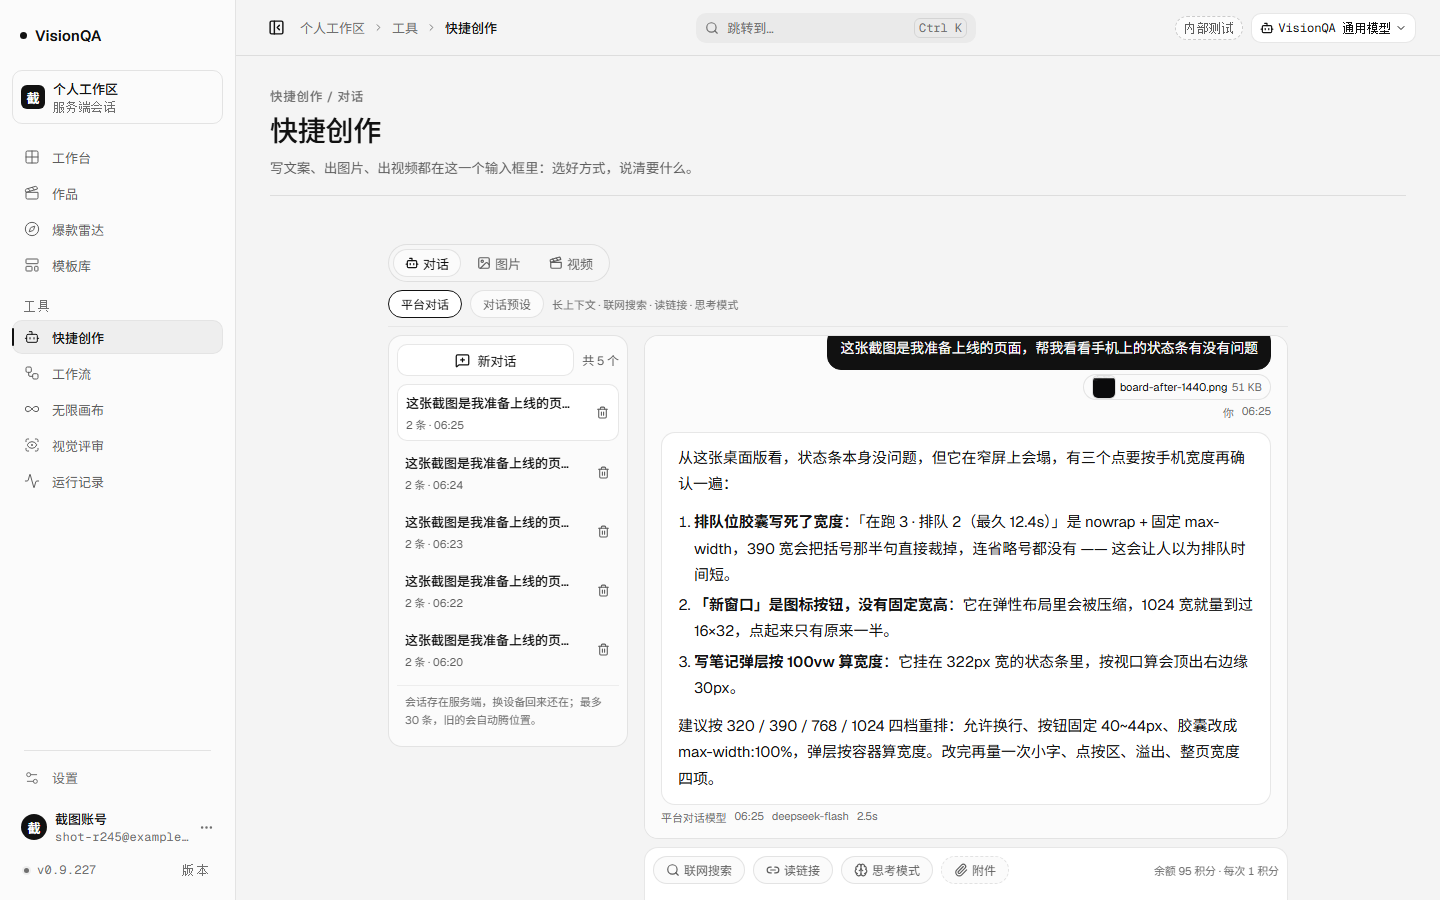 VisionQA
截
个人工作区
服务端会话
工作台
作品
爆款雷达
模板库
工具
快捷创作
工作流
无限画布
视觉评审
运行记录
设置
截
截图账号
shot-r245@example…
v0.9.227
版本
个人工作区
工具
快捷创作
跳转到…
Ctrl K
内部测试
VisionQA 通用模型
快捷创作 / 对话
快捷创作
写文案、出图片、出视频都在这一个输入框里：选好方式，说清要什么。
对话
图片
视频
平台对话
对话预设
长上下文 · 联网搜索 · 读链接 · 思考模式
新对话
共 5 个
这张截图是我准备上线的页…
2 条 · 06:25
这张截图是我准备上线的页…
2 条 · 06:24
这张截图是我准备上线的页…
2 条 · 06:23
这张截图是我准备上线的页…
2 条 · 06:22
这张截图是我准备上线的页…
2 条 · 06:20
会话存在服务端，换设备回来还在；最多
30 条，旧的会自动腾位置。
这张截图是我准备上线的页面，帮我看看手机上的状态条有没有问题
board-after-1440.png 51 KB
你 06:25
从这张桌面版看，状态条本身没问题，但它在窄屏上会塌，有三个点要按手机宽度再确
认一遍：
1. 排队位胶囊写死了宽度：「在跑 3 · 排队 2（最久 12.4s）」是 nowrap + 固定 max-
width，390 宽会把括号那半句直接裁掉，连省略号都没有 —— 这会让人以为排队时
间短。
2. 「新窗口」是图标按钮，没有固定宽高：它在弹性布局里会被压缩，1024 宽就量到过
16×32，点起来只有原来一半。
3. 写笔记弹层按 100vw 算宽度：它挂在 322px 宽的状态条里，按视口算会顶出右边缘
30px。
建议按 320 / 390 / 768 / 1024 四档重排：允许换行、按钮固定 40~44px、胶囊改成
max-width:100%，弹层按容器算宽度。改完再量一次小字、点按区、溢出、整页宽度
四项。
平台对话模型 06:25 deepseek-flash 2.5s
联网搜索
读链接
思考模式
附件
余额 95 积分 · 每次 1 积分